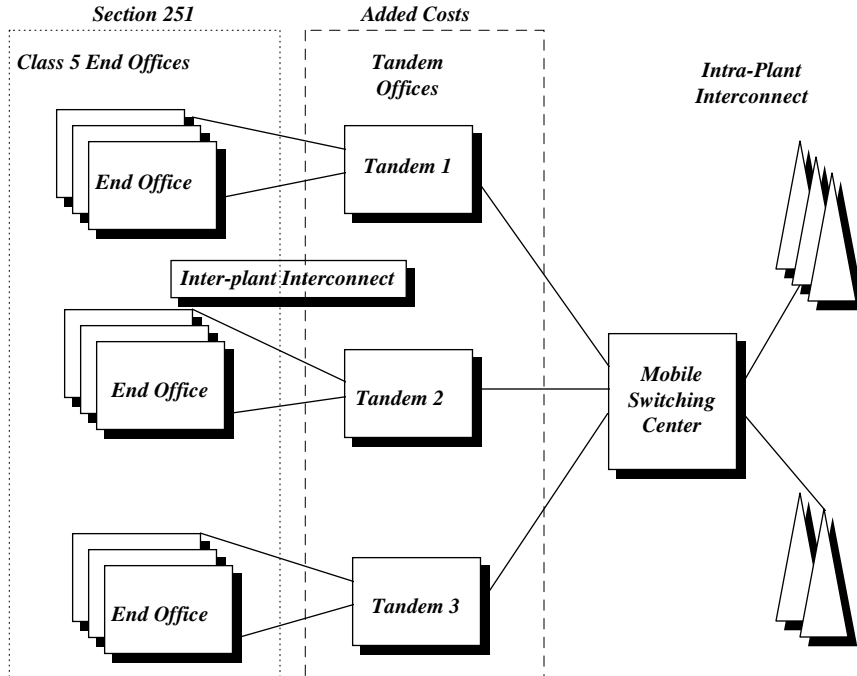 Section 251
Added Costs
Class 5 End Offices
Tandem
Offices
Intra-Plant
Interconnect
End Office
Tandem 1
Inter-plant Interconnect
End Office
Tandem 2
Mobile
Switching
Center
End Office
Tandem 3